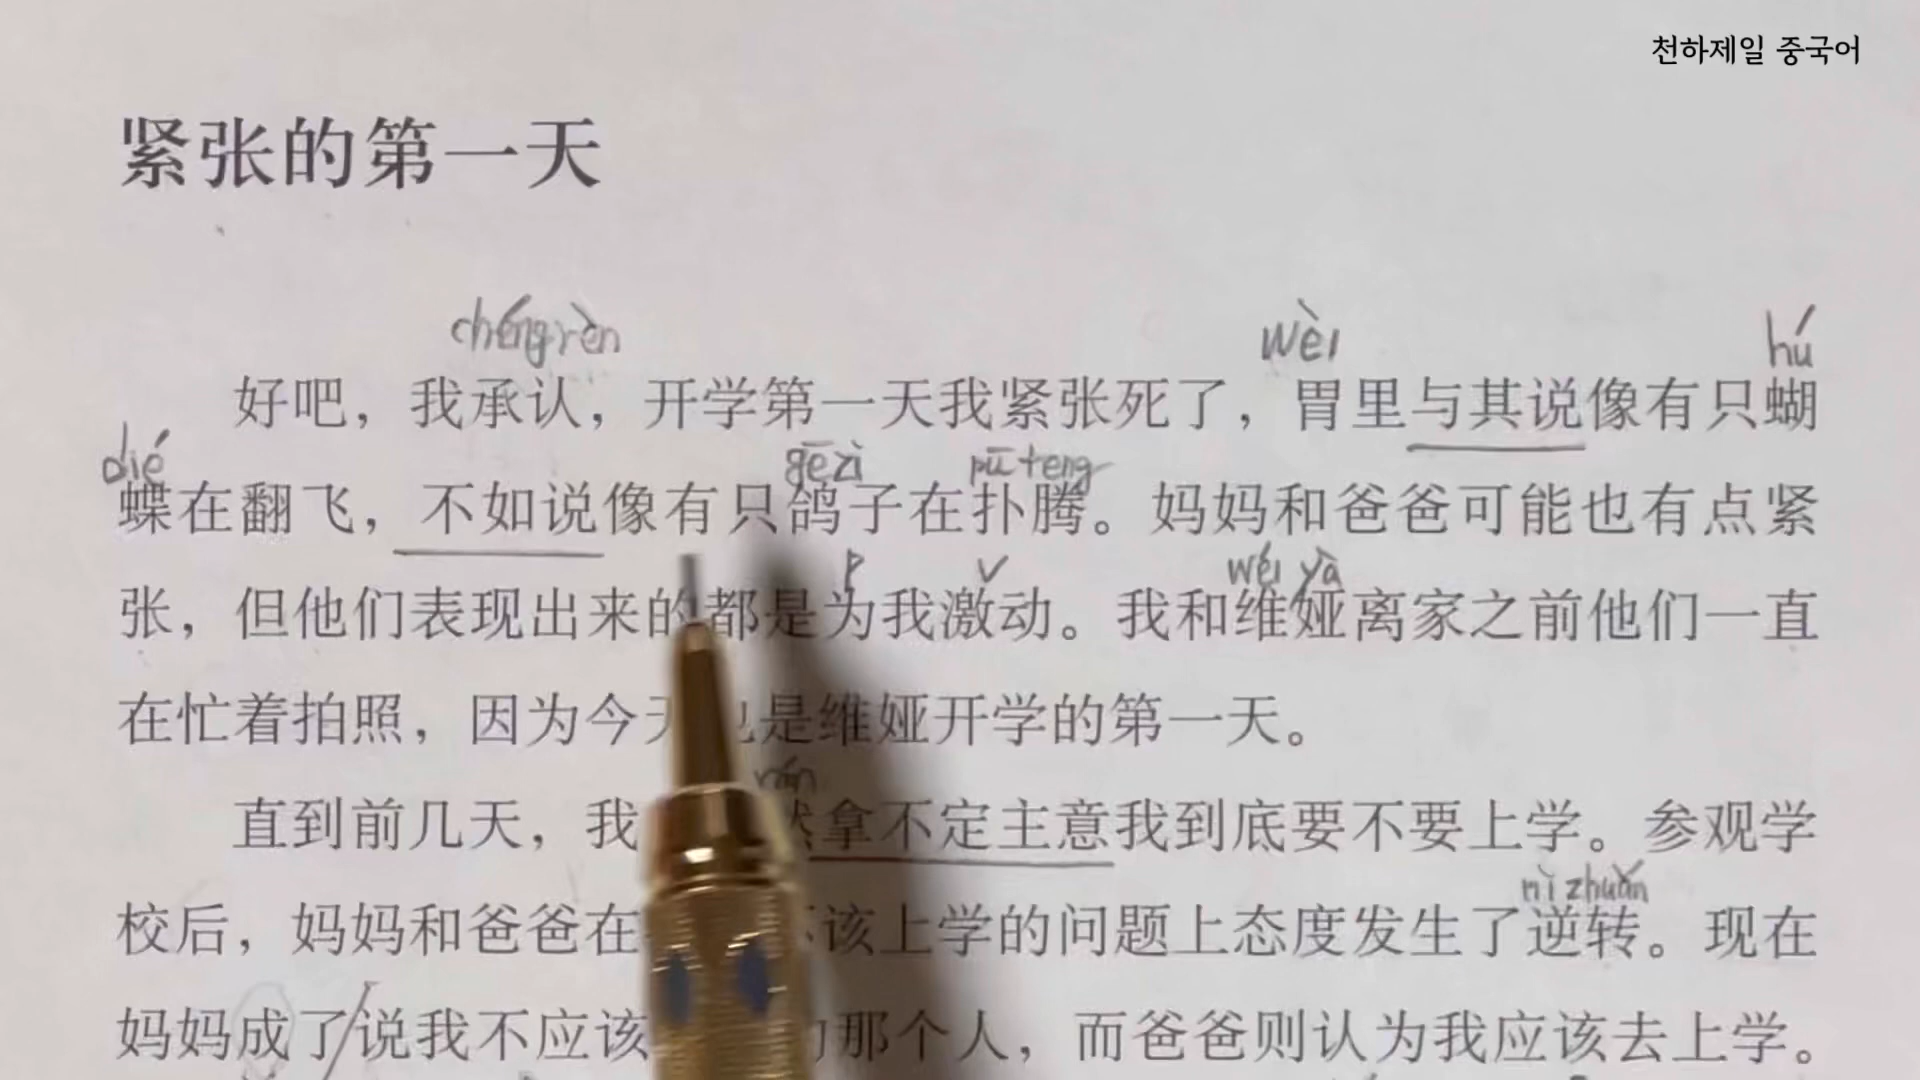 천하제일 중국어
紧张的第一天
chéngrèn wèi hú
好吧，我承认，开学第一天我紧张死了，胃里与其说像有只蝴
dié gēzi pūteng
蝶在翻飞，不如说像有只鸽子在扑腾。妈妈和爸爸可能也有点紧
wéi yà
张，但他们表现出来的都是为我激动。我和维娅离家之前他们一直
在忙着拍照，因为今天也是维娅开学的第一天。
rán
直到前几天，我 然拿不定主意我到底要不要上学。参观学
nì zhuǎn
校后，妈妈和爸爸在 不该上学的问题上态度发生了逆转。现在
妈妈成了说我不应该 的那个人，而爸爸则认为我应该去上学。